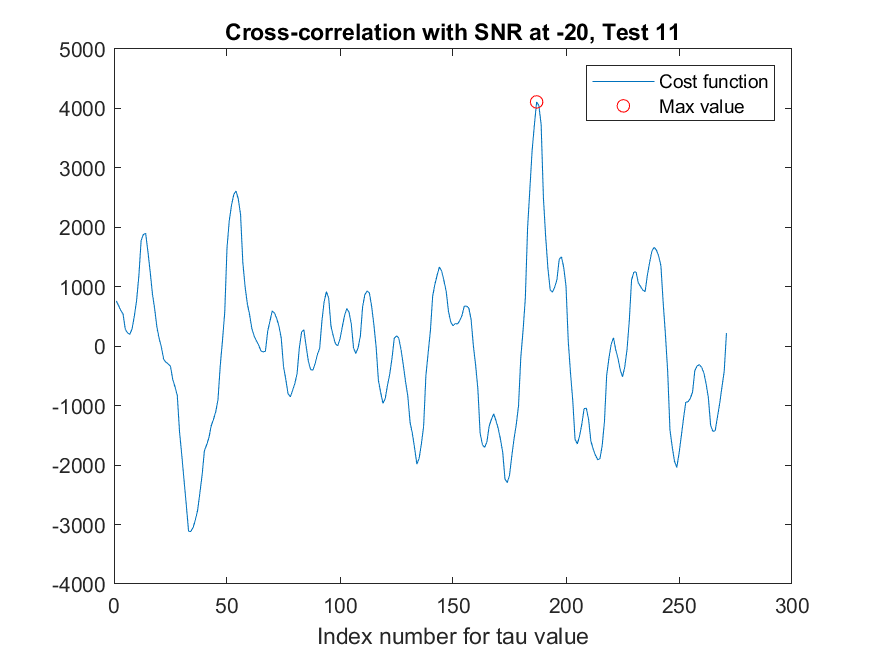 Cross-correlation with SNR at -20, Test 11
5000
4000
3000
2000
1000
0
-1000
-2000
-3000
-4000
0 50 100 150 200 250 300
Index number for tau value
Cost function
Max value